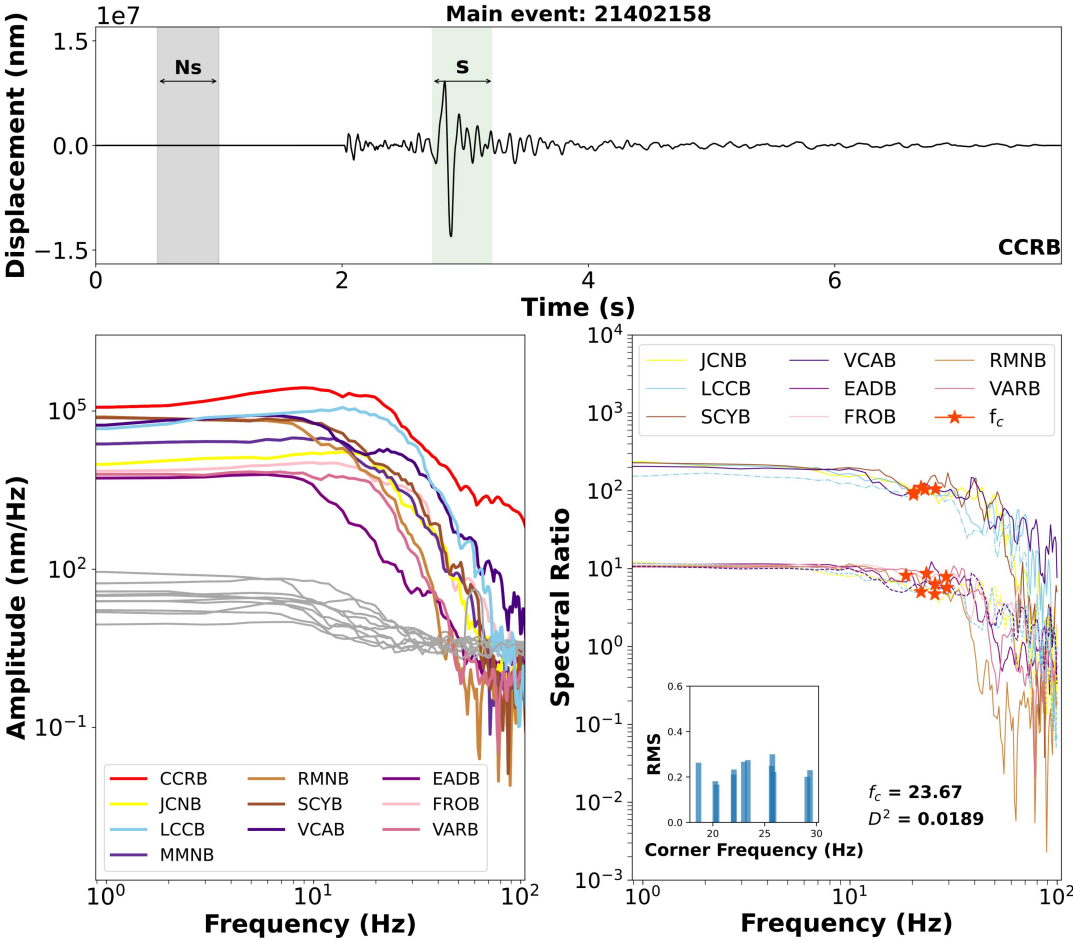 Main event: 21402158
1e7
Displacement (nm)
1.5
0.0
−1.5
Ns
s
CCRB
0 2 4 6
Time (s)
Amplitude (nm/Hz)
10^5
10^2
10^−1
CCRB RMNB EADB
JCNB SCYB FROB
LCCB VCAB VARB
MMNB
10^0 10^1 10^2
Frequency (Hz)
Spectral Ratio
10^4
10^3
10^2
10^1
10^0
10^−1
10^−2
10^−3
JCNB VCAB RMNB
LCCB EADB VARB
SCYB FROB f_c
RMS
0.6
0.4
0.2
0.0
20 25 30
Corner Frequency (Hz)
f_c = 23.67
D^2 = 0.0189
10^0 10^1 10^2
Frequency (Hz)